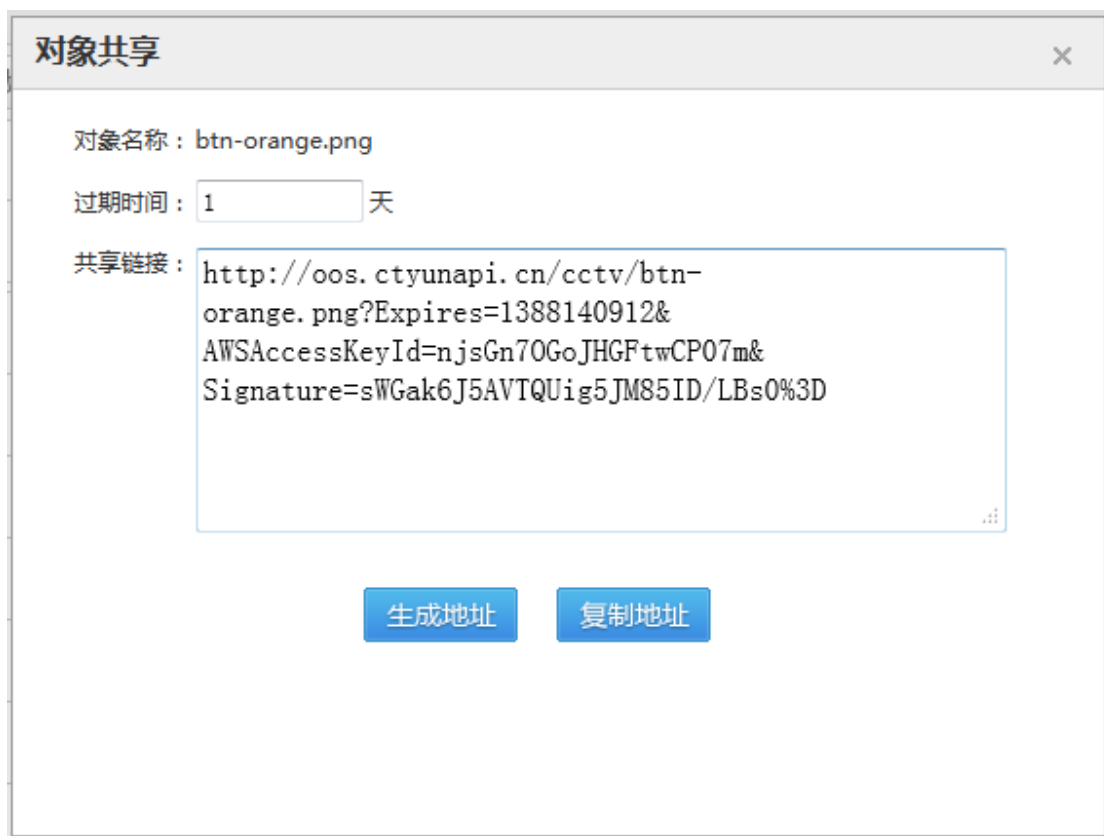 对象共享
×
对象名称：btn-orange.png
过期时间：1 天
共享链接：
http://oos.ctyunapi.cn/cctv/btn-
orange.png?Expires=1388140912&
AWSAccessKeyId=njsGn7OGoJHGFtwCP07m&
Signature=sWGak6J5AVTQUig5JM85ID/LBs0%3D
生成地址 复制地址